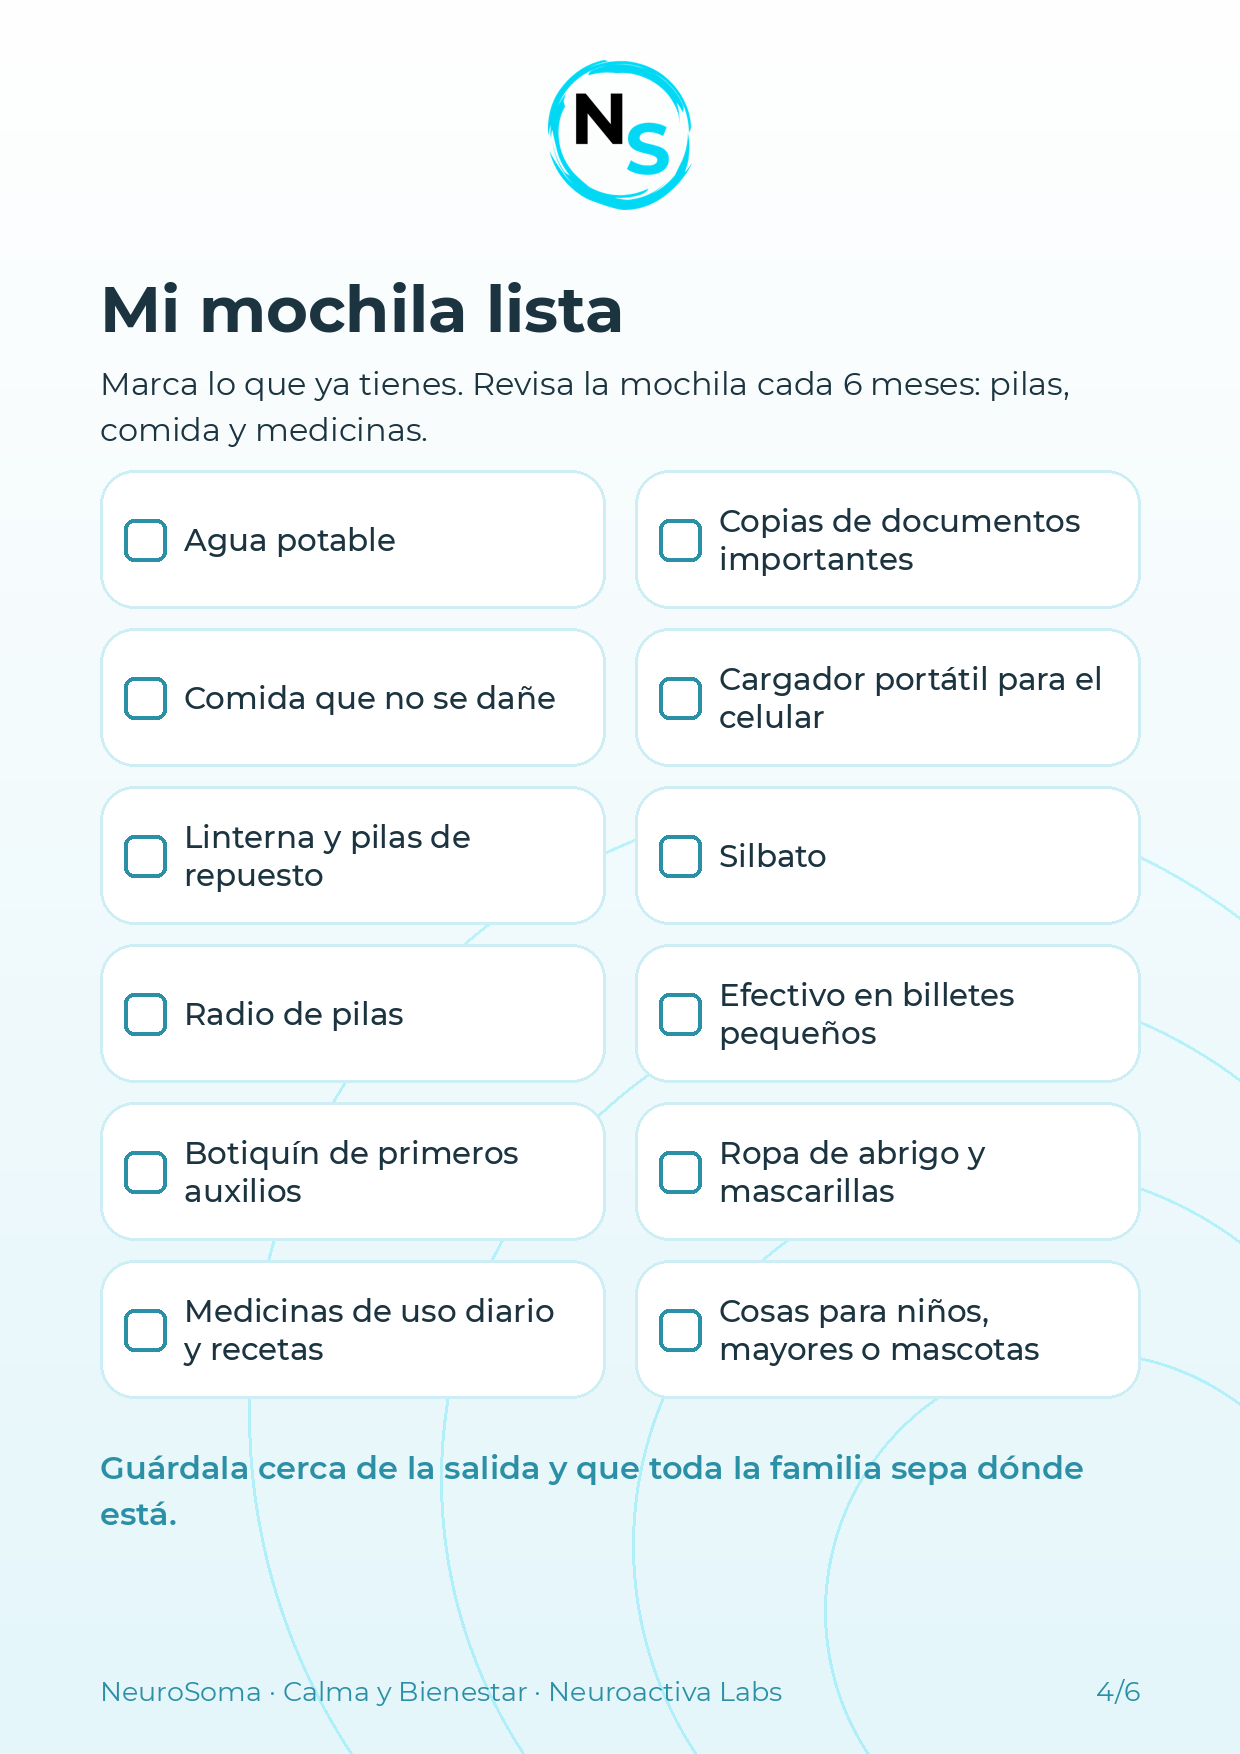 NS
Mi mochila lista
Marca lo que ya tienes. Revisa la mochila cada 6 meses: pilas,
comida y medicinas.
Agua potable
Copias de documentos
importantes
Comida que no se dañe
Cargador portátil para el
celular
Linterna y pilas de
repuesto
Silbato
Radio de pilas
Efectivo en billetes
pequeños
Botiquín de primeros
auxilios
Ropa de abrigo y
mascarillas
Medicinas de uso diario
y recetas
Cosas para niños,
mayores o mascotas
Guárdala cerca de la salida y que toda la familia sepa dónde
está.
NeuroSoma · Calma y Bienestar · Neuroactiva Labs
4/6